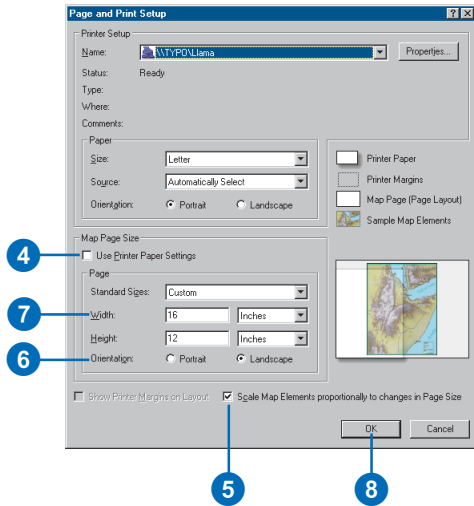 Page and Print Setup
Printer Setup
Name: \\TYPO\Llama Properties...
Status: Ready
Type:
Where:
Comments:
Paper
Size: Letter
Source: Automatically Select
Orientation: Portrait Landscape
Printer Paper
Printer Margins
Map Page (Page Layout)
Sample Map Elements
Map Page Size
4 Use Printer Paper Settings
Page
Standard Sizes: Custom
7 Width: 16 Inches
Height: 12 Inches
6 Orientation: Portrait Landscape
Show Printer Margins on Layout Scale Map Elements proportionally to changes in Page Size
OK Cancel
5 8